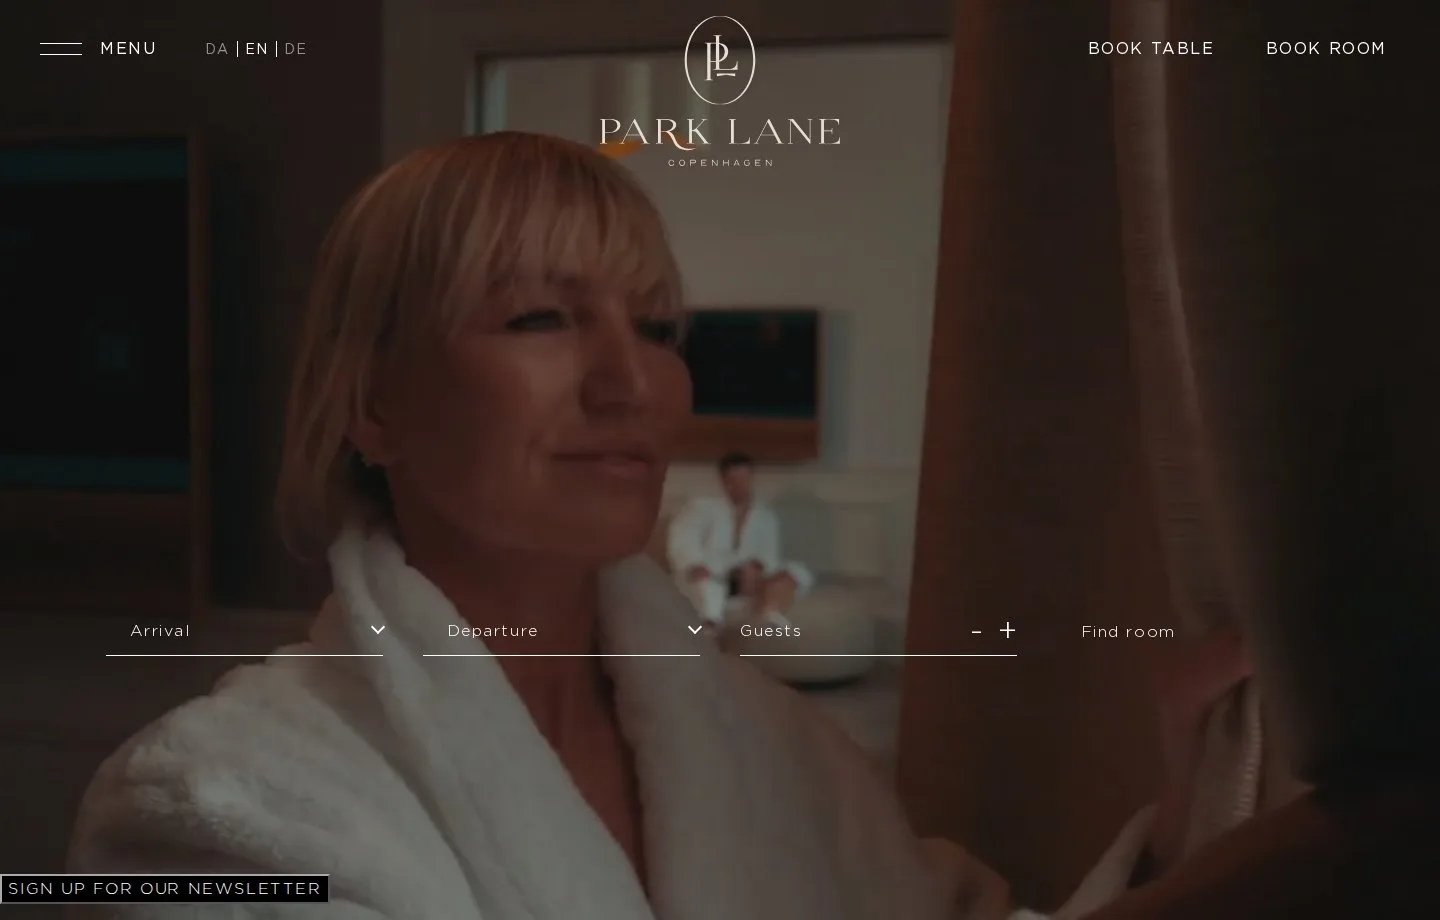 MENU
DA | EN | DE
PL
PARK LANE
COPENHAGEN
BOOK TABLE
BOOK ROOM
Arrival
Departure
Guests
- +
Find room
SIGN UP FOR OUR NEWSLETTER